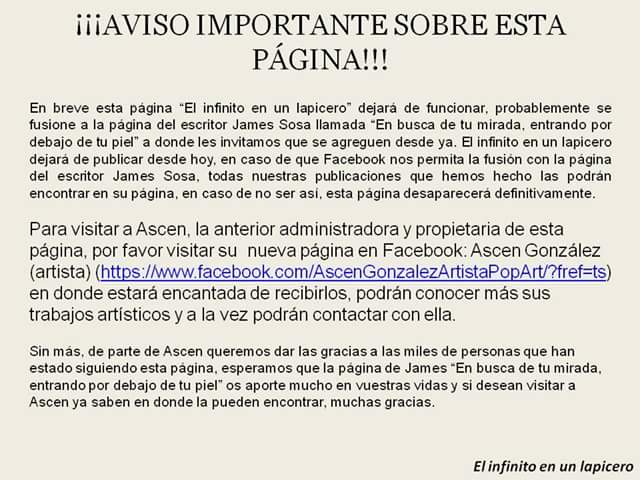 ¡¡¡AVISO IMPORTANTE SOBRE ESTA
PÁGINA!!!
En breve esta página “El infinito en un lapicero” dejará de funcionar, probablemente se
fusione a la página del escritor James Sosa llamada “En busca de tu mirada, entrando por
debajo de tu piel” a donde les invitamos que se agreguen desde ya. El infinito en un lapicero
dejará de publicar desde hoy, en caso de que Facebook nos permita la fusión con la página
del escritor James Sosa, todas nuestras publicaciones que hemos hecho las podrán
encontrar en su página, en caso de no ser así, esta página desaparecerá definitivamente.
Para visitar a Ascen, la anterior administradora y propietaria de esta
página, por favor visitar su nueva página en Facebook: Ascen González
(artista) (https://www.facebook.com/AscenGonzalezArtistaPopArt/?fref=ts)
en donde estará encantada de recibirlos, podrán conocer más sus
trabajos artísticos y a la vez podrán contactar con ella.
Sin más, de parte de Ascen queremos dar las gracias a las miles de personas que han
estado siguiendo esta página, esperamos que la página de James “En busca de tu mirada,
entrando por debajo de tu piel” os aporte mucho en vuestras vidas y si desean visitar a
Ascen ya saben en donde la pueden encontrar, muchas gracias.
El infinito en un lapicero